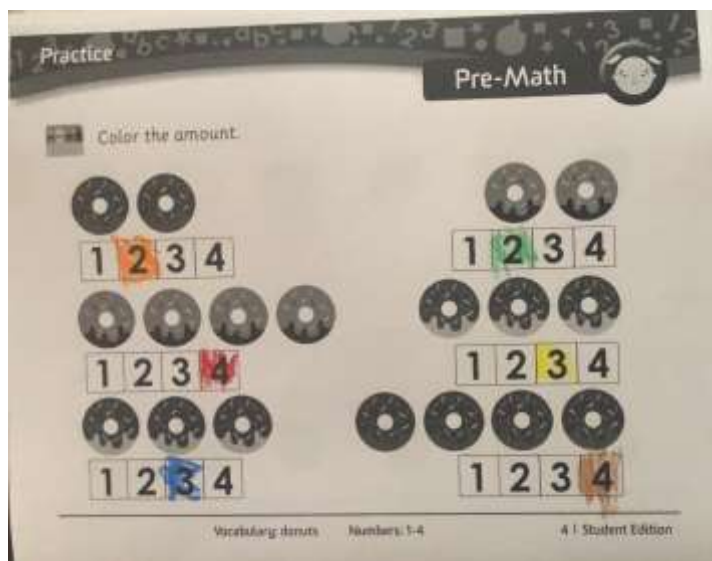 Practice
Pre-Math
Color the amount.
1 2 3 4
1 2 3 4
1 2 3 4
1 2 3 4
1 2 3 4
1 2 3 4
Vocabulary: donuts Numbers: 1-4 4 | Student Edition